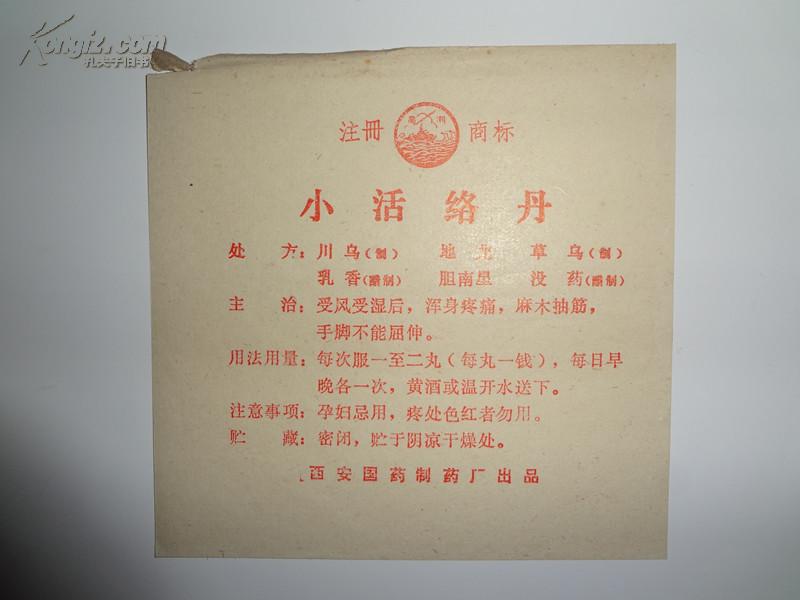 Kongfz.com
孔夫子旧书
注冊 商标
小活络丹
处方：川乌（制） 地龙 草乌（制）
乳香（醋制） 胆南星 没药（醋制）
主治：受风受湿后，浑身疼痛，麻木抽筋，
手脚不能屈伸。
用法用量：每次服一至二丸（每丸一钱），每日早
晚各一次，黄酒或温开水送下。
注意事项：孕妇忌用，疼处色红者勿用。
贮藏：密闭，贮于阴凉干燥处。
西安国药制药厂出品